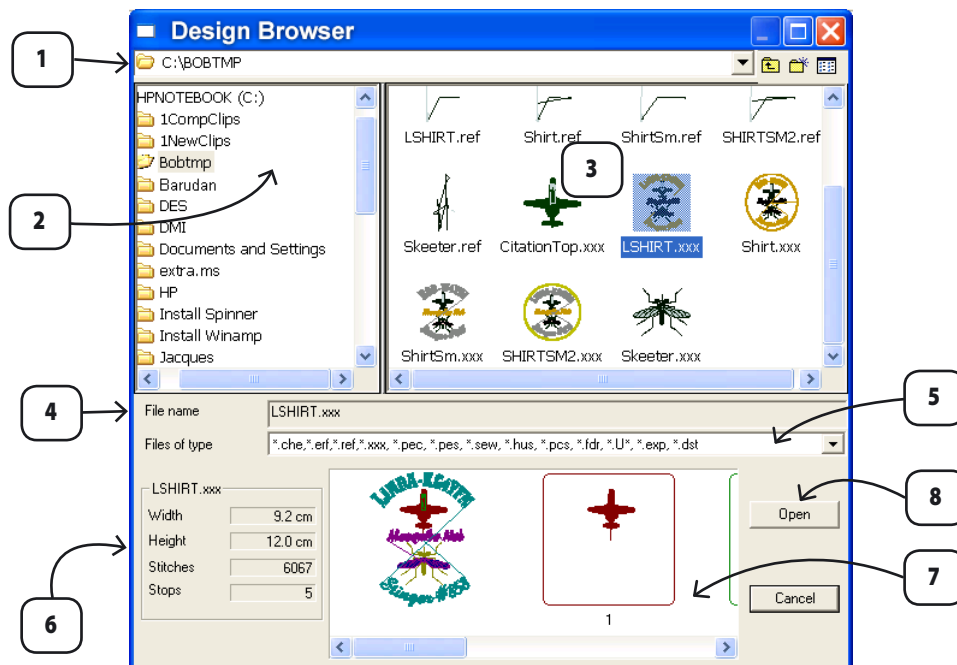 Design Browser
1
C:\BOBTMP
HPNOTEBOOK (C:)
1CompClips
1NewClips
Bobtmp
Barudan
DES
DMI
Documents and Settings
extra.ms
HP
Install Spinner
Install Winamp
Jacques
2
LSHIRT.ref Shirt.ref ShirtSm.ref SHIRTSM2.ref
3
Skeeter.ref CitationTop.xxx LSHIRT.xxx Shirt.xxx
ShirtSm.xxx SHIRTSM2.xxx Skeeter.xxx
4
File name LSHIRT.xxx
5
Files of type *.che,*.erf,*.ref,*.xxx, *.pec, *.pes, *.sew, *.hus, *.pcs, *.fdr, *.U*, *.exp, *.dst
LSHIRT.xxx
Width 9.2 cm
Height 12.0 cm
Stitches 6067
Stops 5
6
Mosquito Net
1
7
Open
8
Cancel